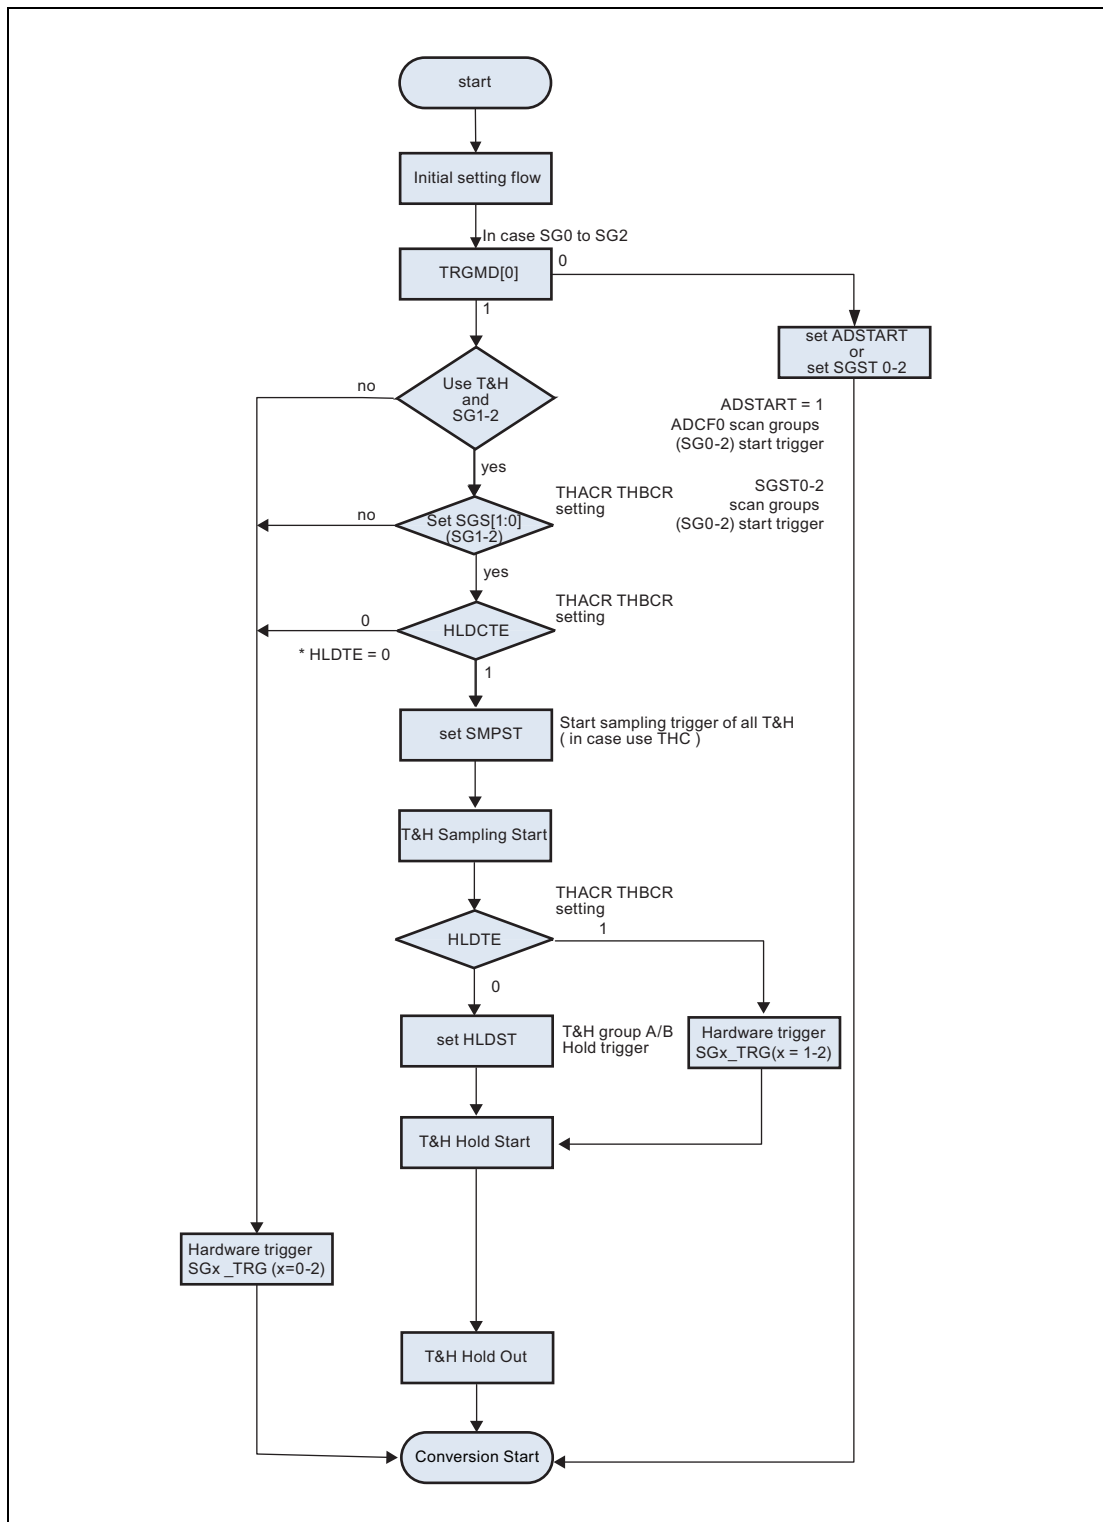 start
Initial setting flow
In case SG0 to SG2
TRGMD[0]
0
1
set ADSTART
or
set SGST 0-2
Use T&H
and
SG1-2
no
yes
ADSTART = 1
ADCF0 scan groups
(SG0-2) start trigger
SGST0-2
scan groups
(SG0-2) start trigger
THACR THBCR
setting
Set SGS[1:0]
(SG1-2)
no
yes
THACR THBCR
setting
HLDCTE
0
* HLDTE = 0
1
set SMPST
Start sampling trigger of all T&H
( in case use THC )
T&H Sampling Start
THACR THBCR
setting
HLDTE
1
0
set HLDST
T&H group A/B
Hold trigger
Hardware trigger
SGx_TRG(x = 1-2)
T&H Hold Start
Hardware trigger
SGx _TRG (x=0-2)
T&H Hold Out
Conversion Start